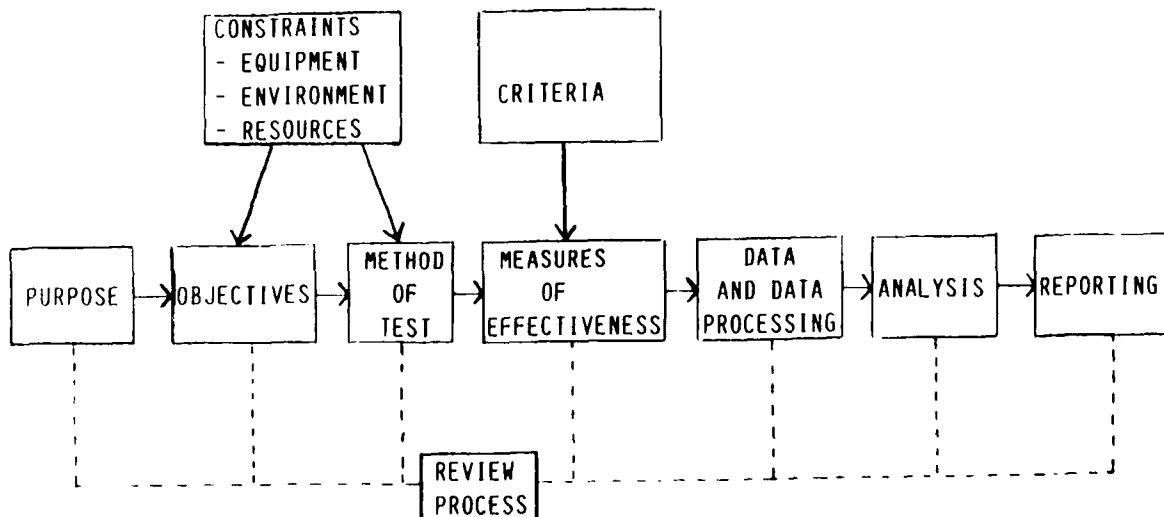 CONSTRAINTS
- EQUIPMENT
- ENVIRONMENT
- RESOURCES
CRITERIA
PURPOSE
OBJECTIVES
METHOD
OF
TEST
MEASURES
OF
EFFECTIVENESS
DATA
AND DATA
PROCESSING
ANALYSIS
REPORTING
REVIEW
PROCESS